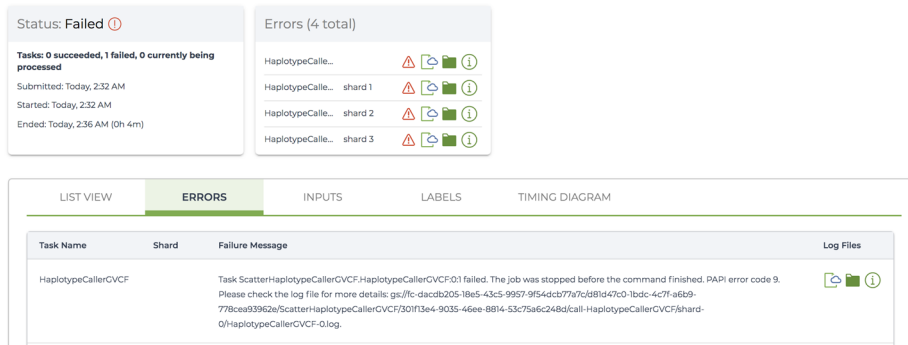 Status: Failed
Tasks: 0 succeeded, 1 failed, 0 currently being
processed
Submitted: Today, 2:32 AM
Started: Today, 2:32 AM
Ended: Today, 2:36 AM (0h 4m)
Errors (4 total)
HaplotypeCalle...
HaplotypeCalle... shard 1
HaplotypeCalle... shard 2
HaplotypeCalle... shard 3
LIST VIEW ERRORS INPUTS LABELS TIMING DIAGRAM
Task Name Shard Failure Message Log Files
HaplotypeCallerGVCF Task ScatterHaplotypeCallerGVCF.HaplotypeCallerGVCF:0:1 failed. The job was stopped before the command finished. PAPI error code 9.
Please check the log file for more details: gs://fc-dacdb205-18e5-43c5-9957-9f54dcb77a7c/d81d47c0-1bdc-4c7f-a6b9-
778cea93962e/ScatterHaplotypeCallerGVCF/301f13e4-9035-46ee-8814-53c75a6c248d/call-HaplotypeCallerGVCF/shard-
0/HaplotypeCallerGVCF-0.log.